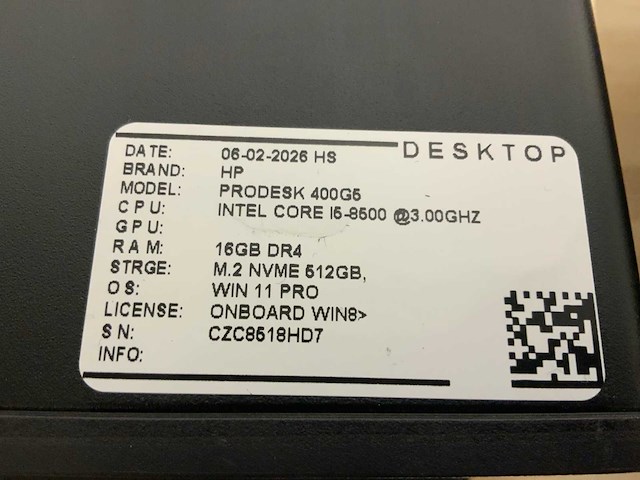 DESKTOP
DATE: 06-02-2026 HS
BRAND: HP
MODEL: PRODESK 400G5
CPU: INTEL CORE I5-8500 @3.00GHZ
GPU:
RAM: 16GB DR4
STRGE: M.2 NVME 512GB,
OS: WIN 11 PRO
LICENSE: ONBOARD WIN8>
SN: CZC8518HD7
INFO: